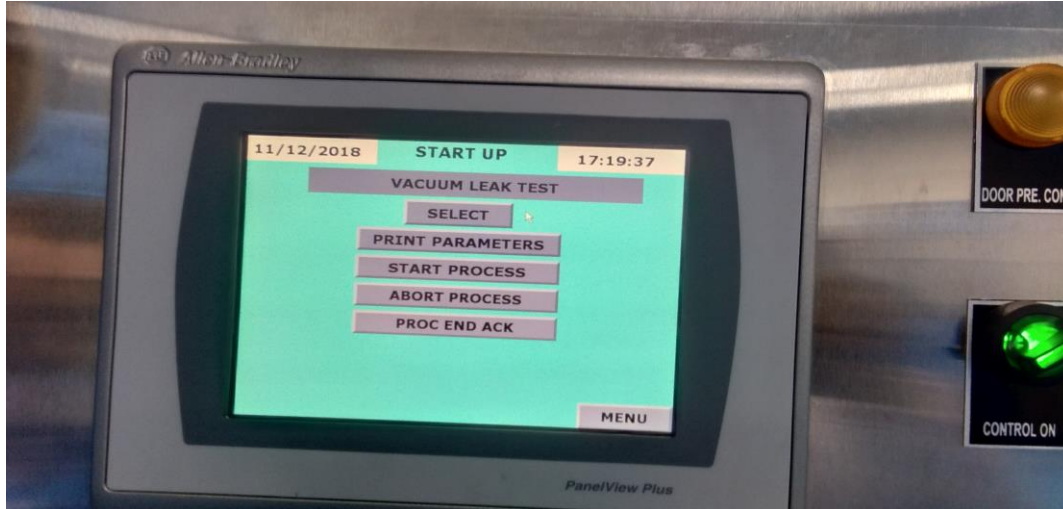 AB Allen-Bradley
11/12/2018 START UP 17:19:37
VACUUM LEAK TEST
SELECT
PRINT PARAMETERS
START PROCESS
ABORT PROCESS
PROC END ACK
MENU
PanelView Plus
DOOR PRE.
CONTROL ON